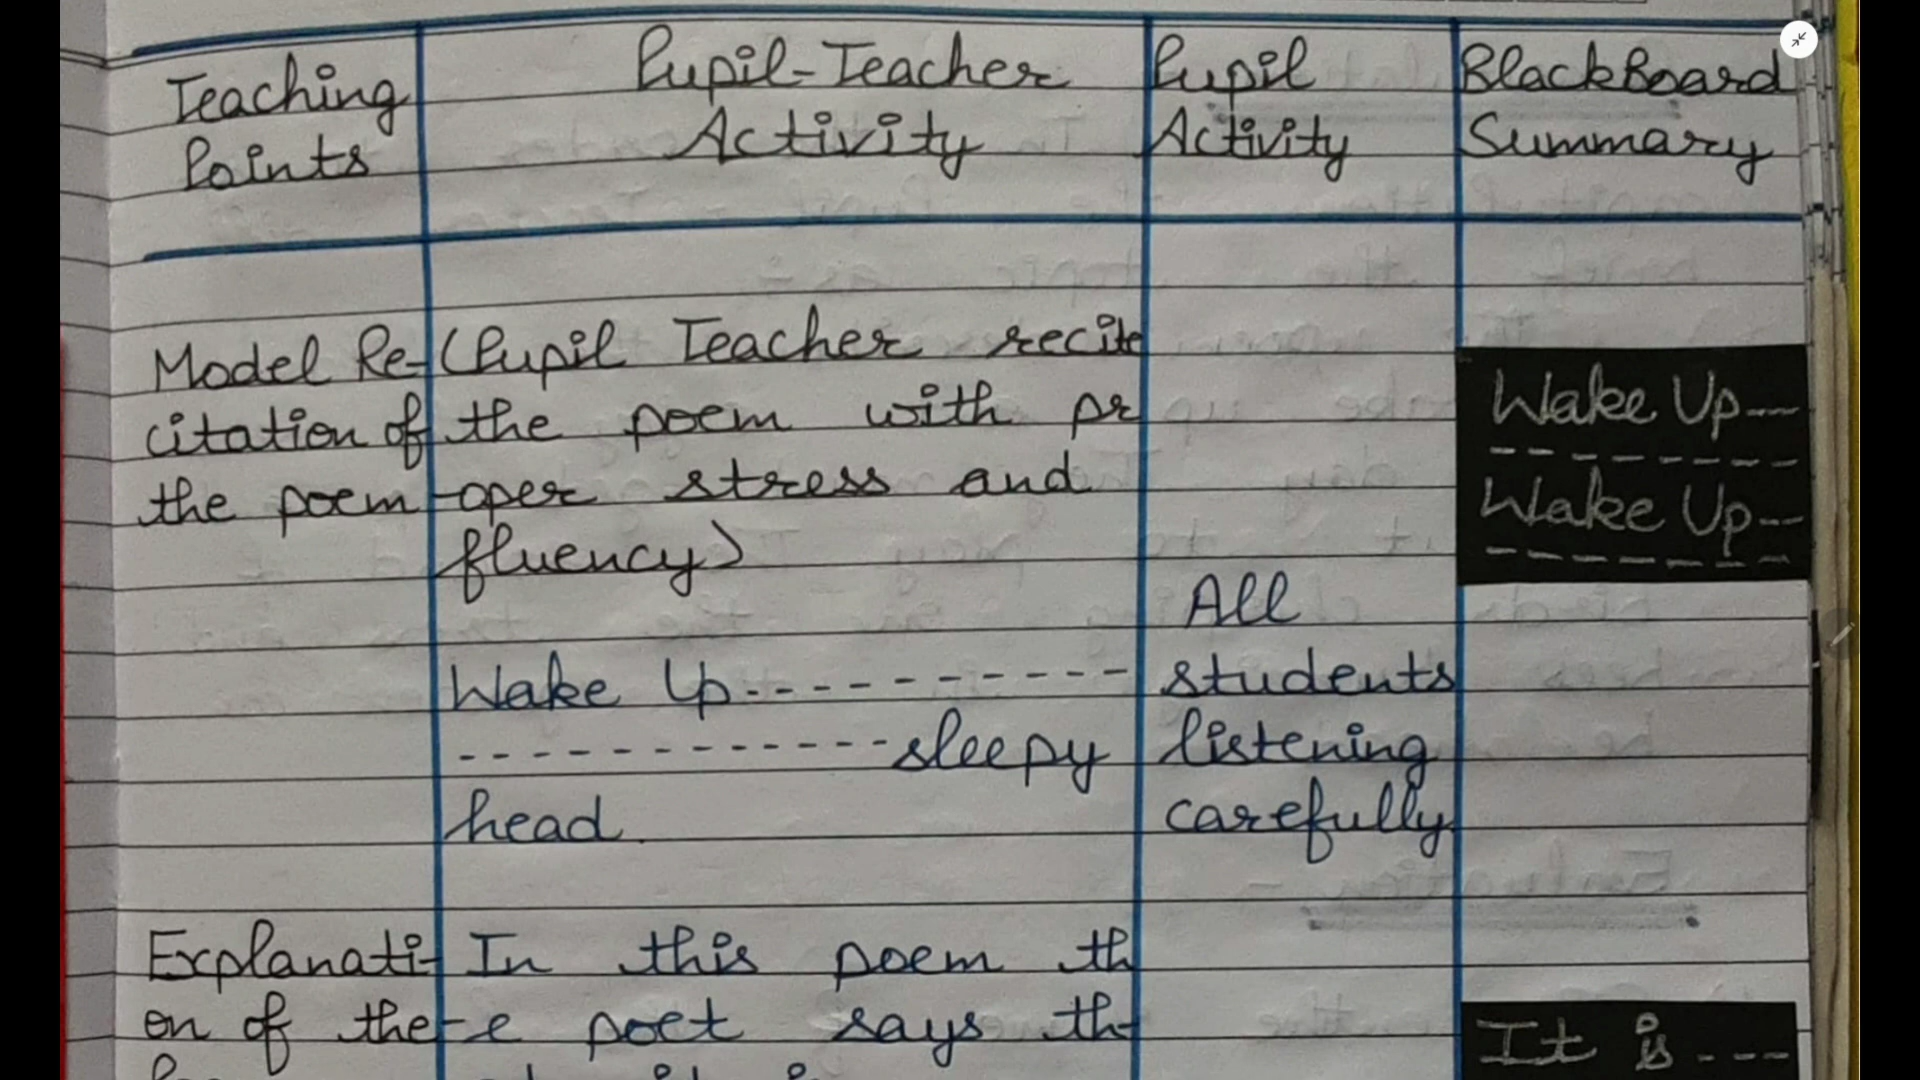 Teaching
Points
Pupil-Teacher
Activity
Pupil
Activity
BlackBoard
Summary
Model Re-
citation of
the poem
(Pupil Teacher recite
the poem with pr
-oper stress and
fluency)
Wake Up-----------
-------------sleepy
head.
All
students
listening
carefully
Wake Up--
--------
Wake Up--
-------
Explanati-
on of the
In this poem th
-e poet says th-
It is ---